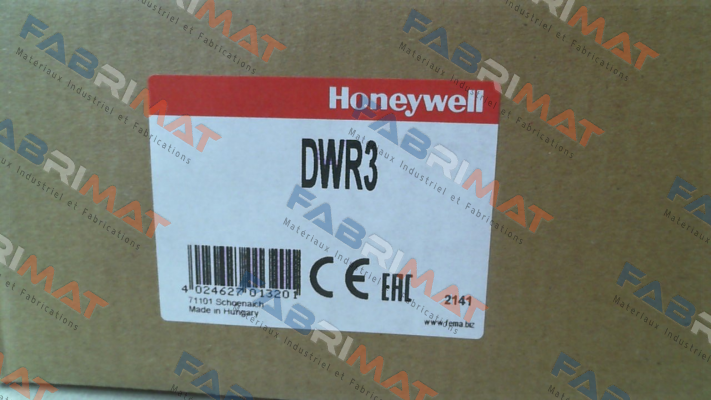 Honeywell
DWR3
4 024627 013201
71101 Schoenaich
Made in Hungary
CE EAC
2141
www.fema.biz
FABRIMAT
Materiaux Industriel et Fabrications